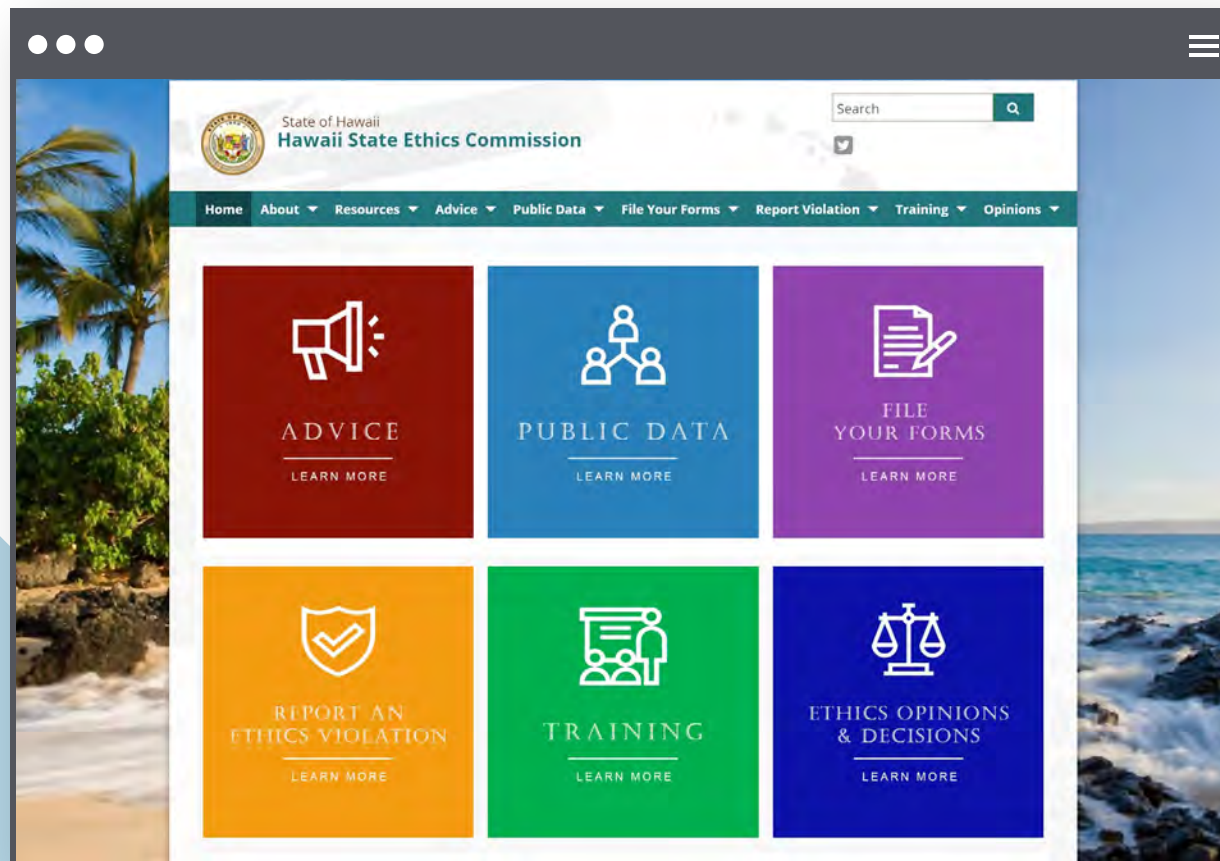 State of Hawaii
Hawaii State Ethics Commission
Search
Home About Resources Advice Public Data File Your Forms Report Violation Training Opinions
ADVICE
LEARN MORE
PUBLIC DATA
LEARN MORE
FILE
YOUR FORMS
LEARN MORE
REPORT AN
ETHICS VIOLATION
LEARN MORE
TRAINING
LEARN MORE
ETHICS OPINIONS
& DECISIONS
LEARN MORE